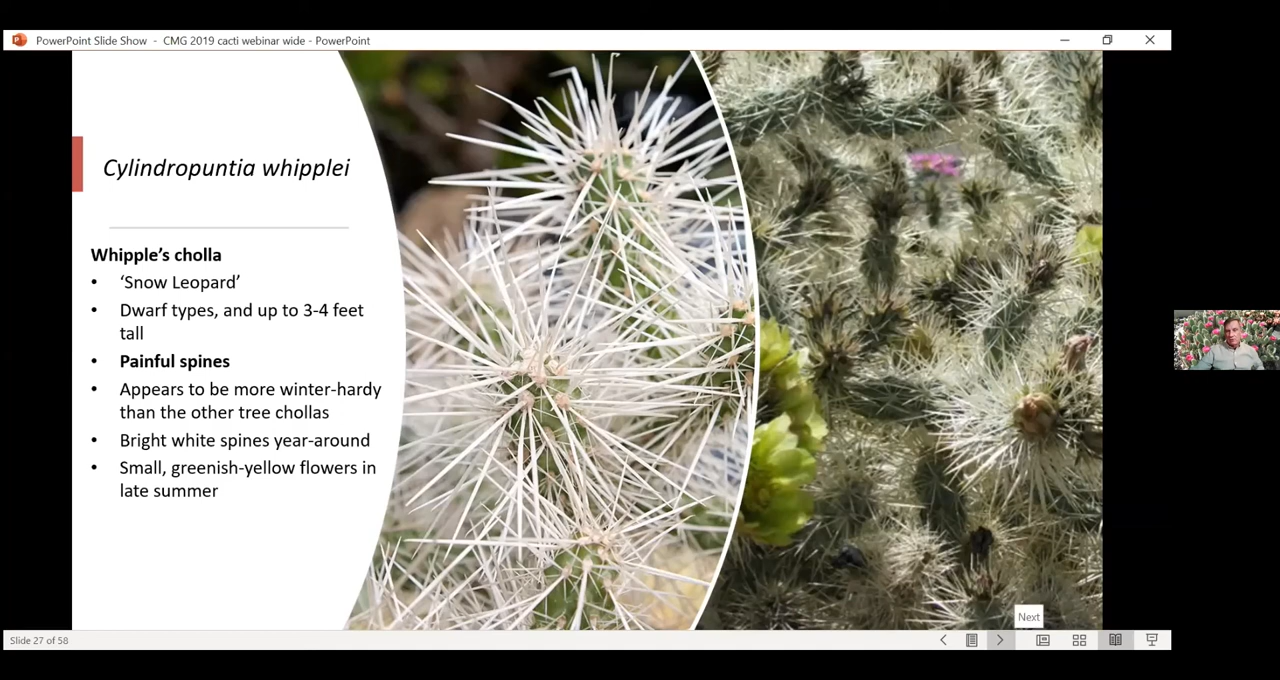 PowerPoint Slide Show - CMG 2019 cacti webinar wide - PowerPoint
Cylindropuntia whipplei
Whipple's cholla
• 'Snow Leopard'
• Dwarf types, and up to 3-4 feet
tall
• Painful spines
• Appears to be more winter-hardy
than the other tree chollas
• Bright white spines year-around
• Small, greenish-yellow flowers in
late summer
Next
Slide 27 of 58